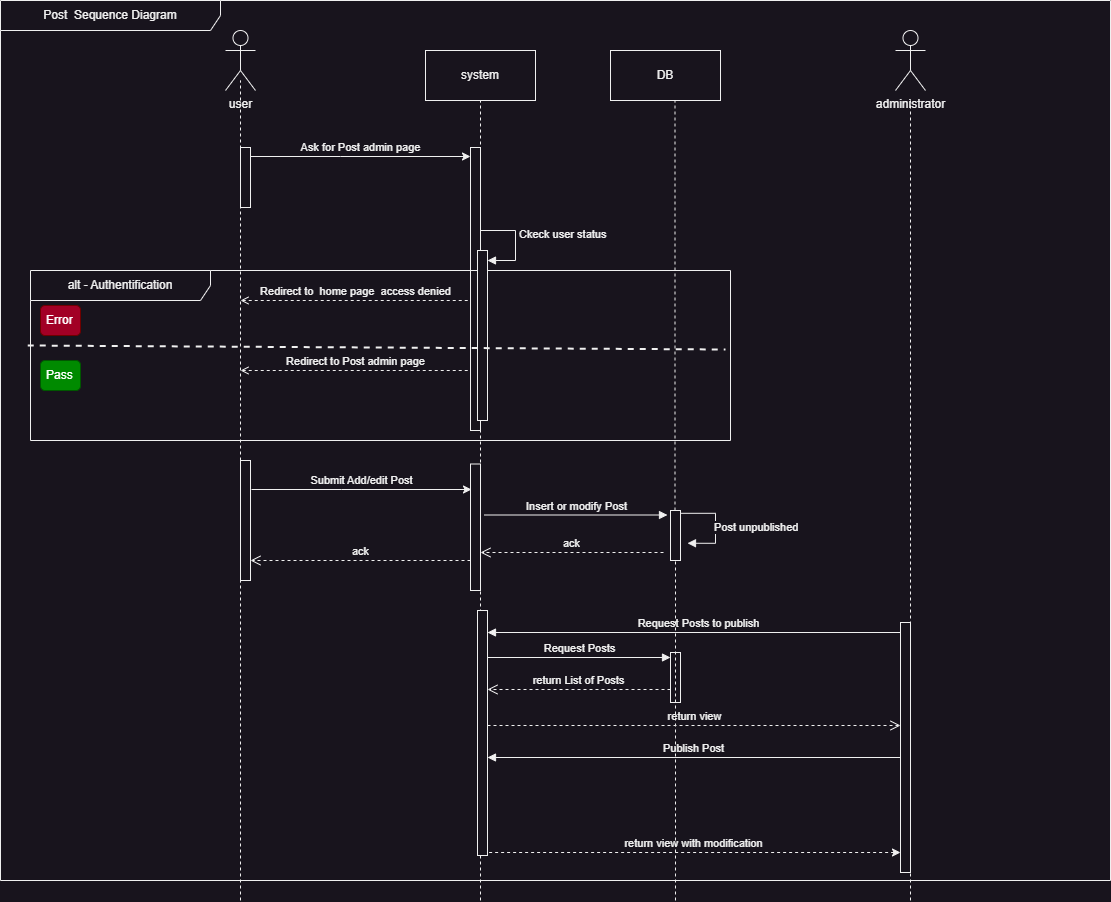 Post Sequence Diagram
user
system
DB
administrator
Ask for Post admin page
Ckeck user status
alt - Authentification
Redirect to home page access denied
Error
Redirect to Post admin page
Pass
Submit Add/edit Post
Insert or modify Post
Post unpublished
ack
ack
Request Posts to publish
Request Posts
return List of Posts
return view
Publish Post
return view with modification